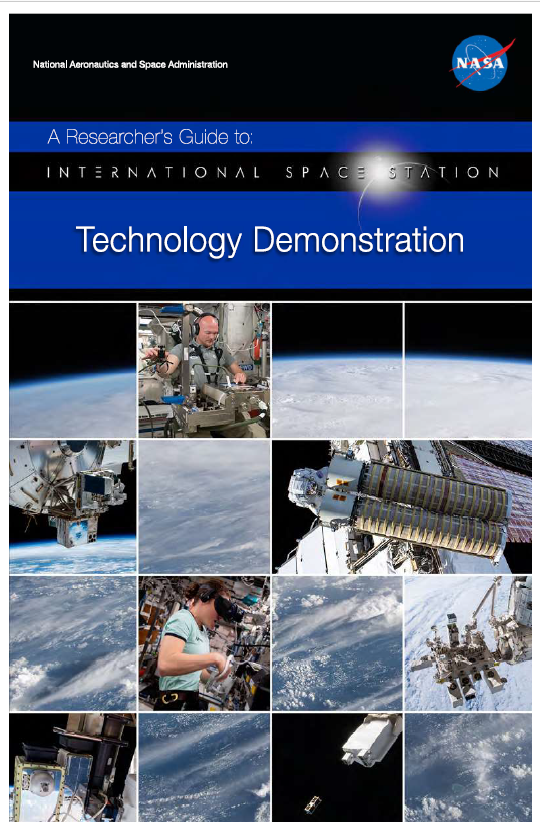 National Aeronautics and Space Administration
NASA
A Researcher's Guide to:
INTERNATIONAL SPACE STATION
Technology Demonstration